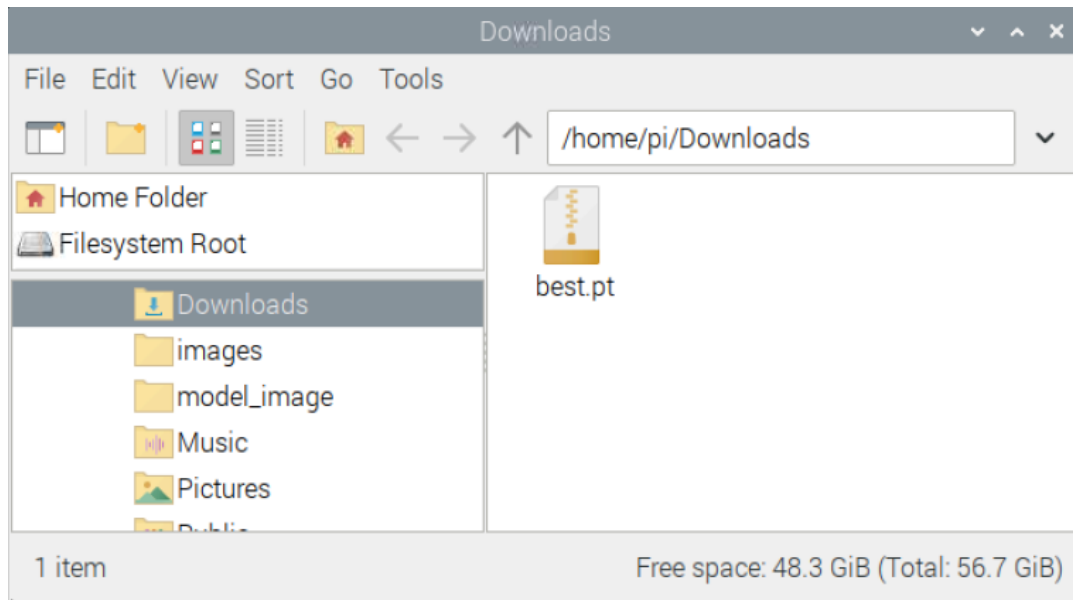 Downloads
File Edit View Sort Go Tools
/home/pi/Downloads
Home Folder
Filesystem Root
Downloads
images
model_image
Music
Pictures
best.pt
1 item
Free space: 48.3 GiB (Total: 56.7 GiB)